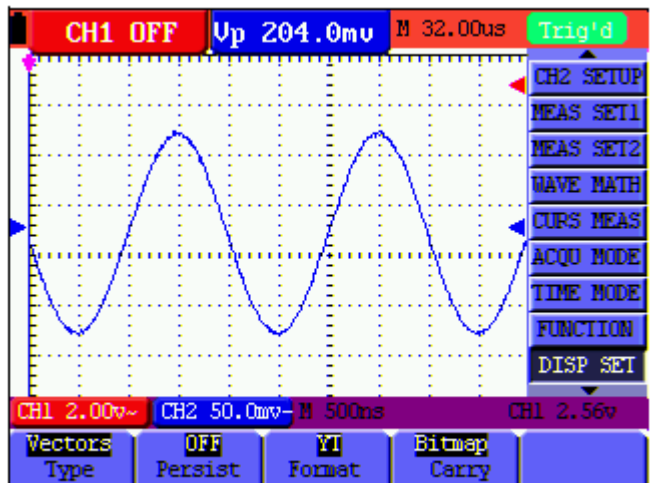 CH1 OFF Vp 204.0mv M 32.00us Trig'd
CH2 SETUP
MEAS SET1
MEAS SET2
WAVE MATH
CURS MEAS
ACQU MODE
TIME MODE
FUNCTION
DISP SET
CH1 2.00v~ CH2 50.0mv- M 500ns CH1 2.56v
Vectors OFF YT Bitmap
Type Persist Format Carry